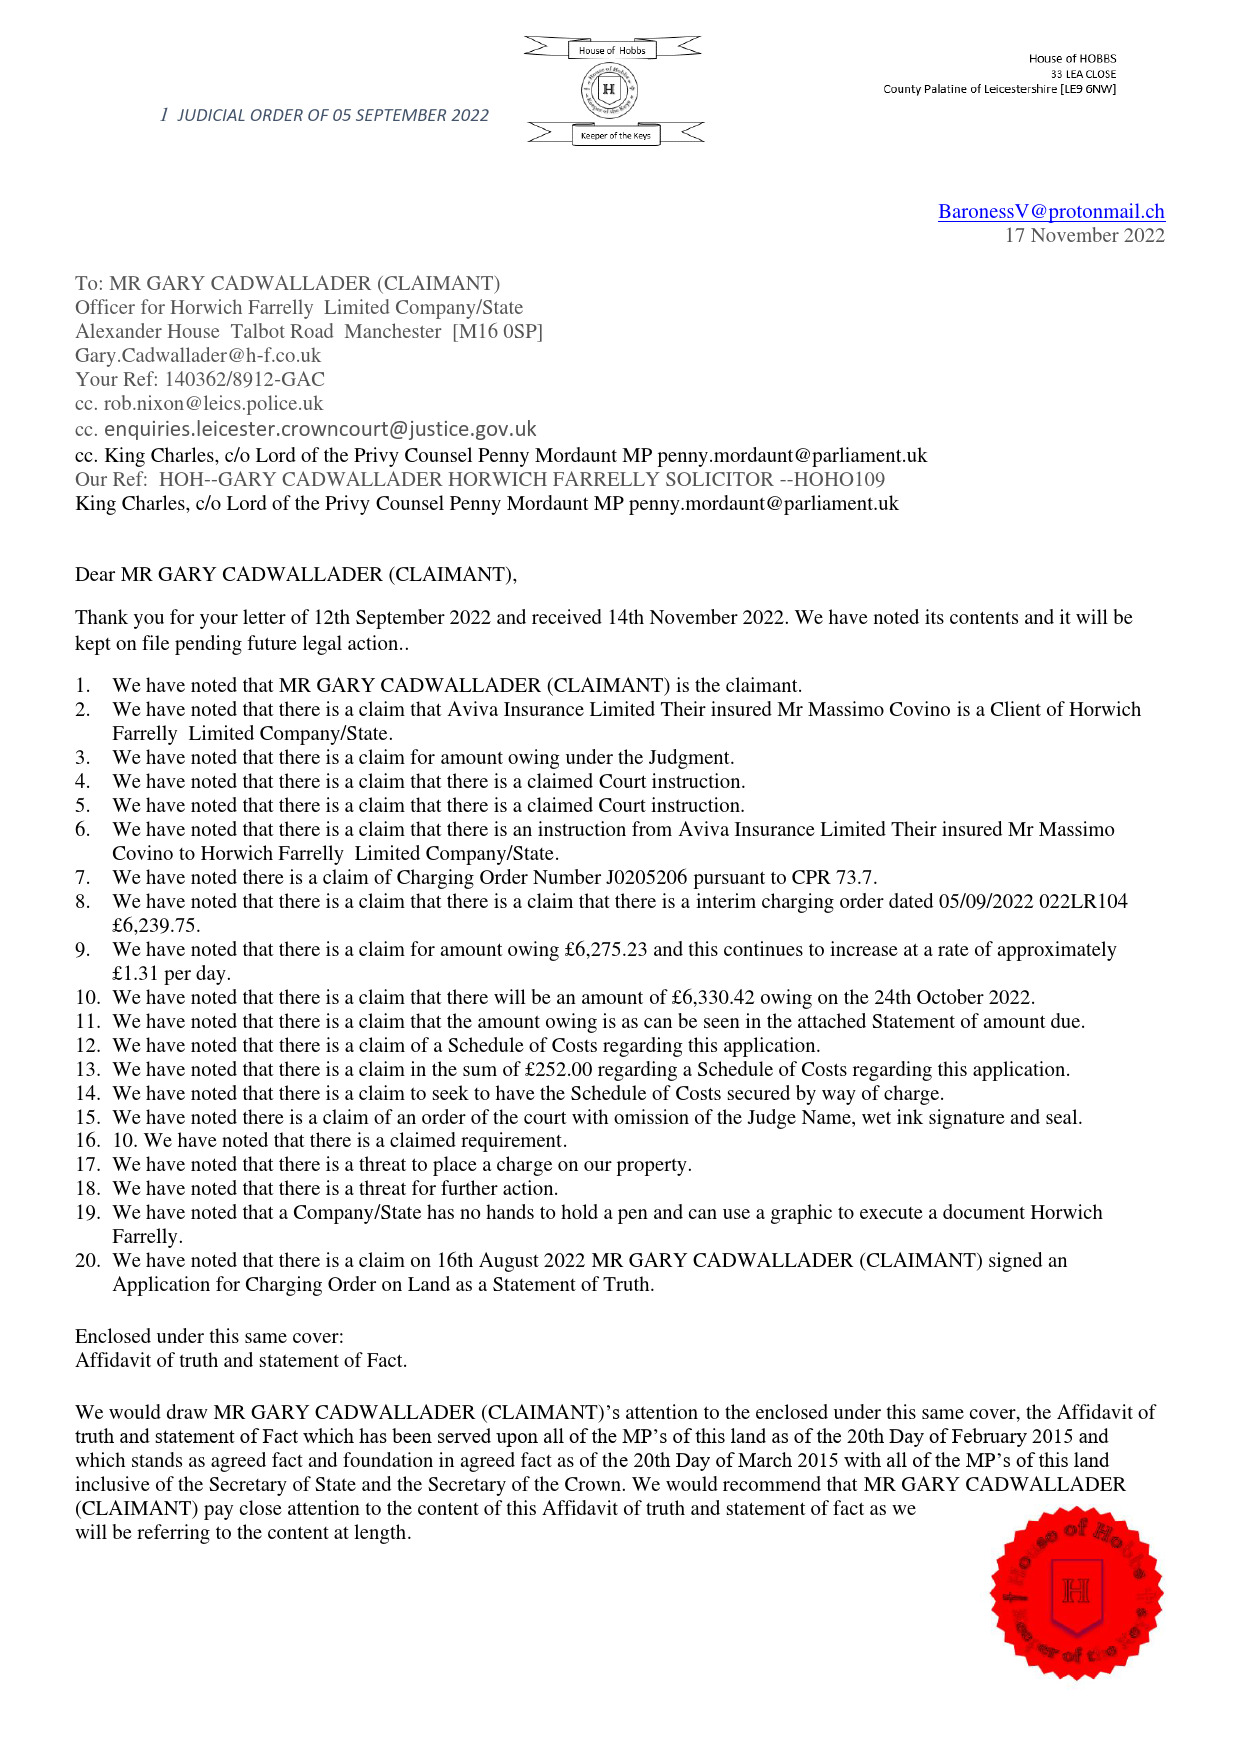 House of Hobbs
House of Hobbs
H
Keeper of the Keys
Keeper of the Keys
House of HOBBS
33 LEA CLOSE
County Palatine of Leicestershire [LE9 6NW]
1 JUDICIAL ORDER OF 05 SEPTEMBER 2022
BaronessV@protonmail.ch
17 November 2022
To: MR GARY CADWALLADER (CLAIMANT)
Officer for Horwich Farrelly Limited Company/State
Alexander House Talbot Road Manchester [M16 0SP]
Gary.Cadwallader@h-f.co.uk
Your Ref: 140362/8912-GAC
cc. rob.nixon@leics.police.uk
cc. enquiries.leicester.crowncourt@justice.gov.uk
cc. King Charles, c/o Lord of the Privy Counsel Penny Mordaunt MP penny.mordaunt@parliament.uk
Our Ref: HOH--GARY CADWALLADER HORWICH FARRELLY SOLICITOR --HOHO109
King Charles, c/o Lord of the Privy Counsel Penny Mordaunt MP penny.mordaunt@parliament.uk
Dear MR GARY CADWALLADER (CLAIMANT),
Thank you for your letter of 12th September 2022 and received 14th November 2022. We have noted its contents and it will be
kept on file pending future legal action..
1. We have noted that MR GARY CADWALLADER (CLAIMANT) is the claimant.
2. We have noted that there is a claim that Aviva Insurance Limited Their insured Mr Massimo Covino is a Client of Horwich
Farrelly Limited Company/State.
3. We have noted that there is a claim for amount owing under the Judgment.
4. We have noted that there is a claim that there is a claimed Court instruction.
5. We have noted that there is a claim that there is a claimed Court instruction.
6. We have noted that there is a claim that there is an instruction from Aviva Insurance Limited Their insured Mr Massimo
Covino to Horwich Farrelly Limited Company/State.
7. We have noted there is a claim of Charging Order Number J0205206 pursuant to CPR 73.7.
8. We have noted that there is a claim that there is a claim that there is a interim charging order dated 05/09/2022 022LR104
£6,239.75.
9. We have noted that there is a claim for amount owing £6,275.23 and this continues to increase at a rate of approximately
£1.31 per day.
10. We have noted that there is a claim that there will be an amount of £6,330.42 owing on the 24th October 2022.
11. We have noted that there is a claim that the amount owing is as can be seen in the attached Statement of amount due.
12. We have noted that there is a claim of a Schedule of Costs regarding this application.
13. We have noted that there is a claim in the sum of £252.00 regarding a Schedule of Costs regarding this application.
14. We have noted that there is a claim to seek to have the Schedule of Costs secured by way of charge.
15. We have noted there is a claim of an order of the court with omission of the Judge Name, wet ink signature and seal.
16. 10. We have noted that there is a claimed requirement.
17. We have noted that there is a threat to place a charge on our property.
18. We have noted that there is a threat for further action.
19. We have noted that a Company/State has no hands to hold a pen and can use a graphic to execute a document Horwich
Farrelly.
20. We have noted that there is a claim on 16th August 2022 MR GARY CADWALLADER (CLAIMANT) signed an
Application for Charging Order on Land as a Statement of Truth.
Enclosed under this same cover:
Affidavit of truth and statement of Fact.
We would draw MR GARY CADWALLADER (CLAIMANT)'s attention to the enclosed under this same cover, the Affidavit of
truth and statement of Fact which has been served upon all of the MP's of this land as of the 20th Day of February 2015 and
which stands as agreed fact and foundation in agreed fact as of the 20th Day of March 2015 with all of the MP's of this land
inclusive of the Secretary of State and the Secretary of the Crown. We would recommend that MR GARY CADWALLADER
(CLAIMANT) pay close attention to the content of this Affidavit of truth and statement of fact as we
will be referring to the content at length.
House of Hobbs
H
Keeper of the Keys